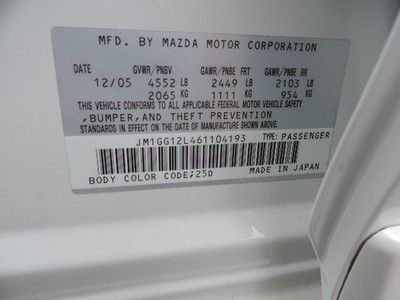 MFD. BY MAZDA MOTOR CORPORATION
DATE GVWR/PNBV GAWR/PNBE FR GAWR/PNBE RR
12/05 4552 LB 2449 LB 2103 LB
2065 KG 1111 KG 954 KG
THIS VEHICLE CONFORMS TO ALL APPLICABLE FEDERAL MOTOR VEHICLE SAFETY
,BUMPER,AND THEFT PREVENTION
STANDARDS IN EFFECT ON THE DATE OF MANUFACTURE SHOWN ABOVE.
JM1GG12L461104193 TYPE: PASSENGER
BODY COLOR CODE;25D MADE IN JAPAN